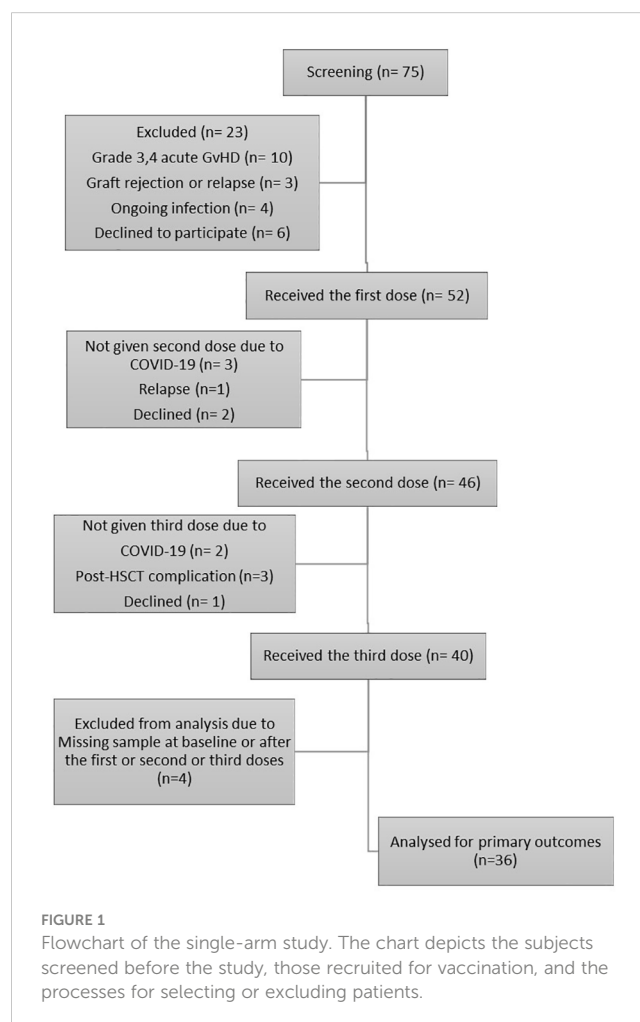 Screening (n= 75)
Excluded (n= 23)
Grade 3,4 acute GvHD (n= 10)
Graft rejection or relapse (n= 3)
Ongoing infection (n= 4)
Declined to participate (n= 6)
Received the first dose (n= 52)
Not given second dose due to
COVID-19 (n= 3)
Relapse (n=1)
Declined (n= 2)
Received the second dose (n= 46)
Not given third dose due to
COVID-19 (n= 2)
Post-HSCT complication (n=3)
Declined (n= 1)
Received the third dose (n= 40)
Excluded from analysis due to
Missing sample at baseline or after
the first or second or third doses
(n=4)
Analysed for primary outcomes
(n=36)
FIGURE 1
Flowchart of the single-arm study. The chart depicts the subjects
screened before the study, those recruited for vaccination, and the
processes for selecting or excluding patients.